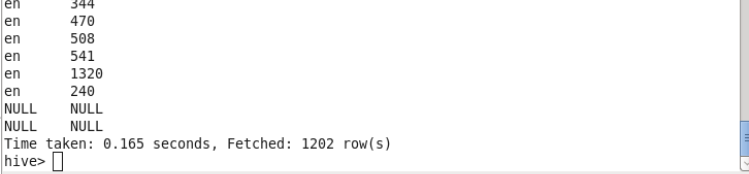 en      344
en      470
en      508
en      541
en      1320
en      240
NULL    NULL
NULL    NULL
Time taken: 0.165 seconds, Fetched: 1202 row(s)
hive>